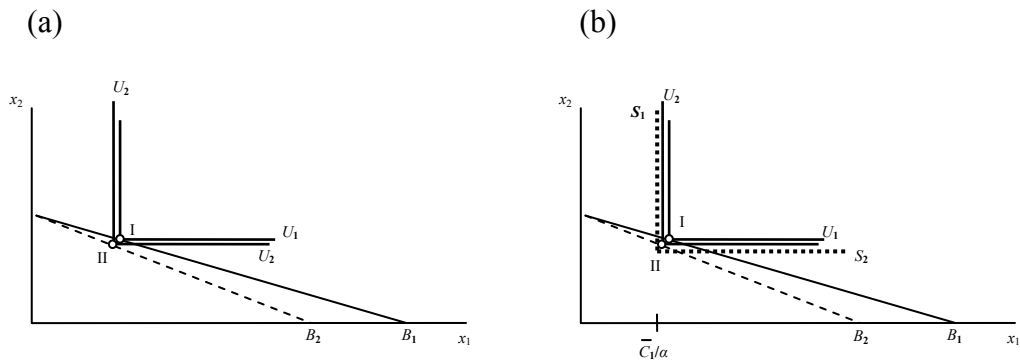 (a)
U₂
x₂
I
U₁
U₂
II
B₂
B₁
x₁
(b)
U₂
x₂
S₁
I
U₁
II
S₂
B₂
B₁
x₁
C̅₁/α